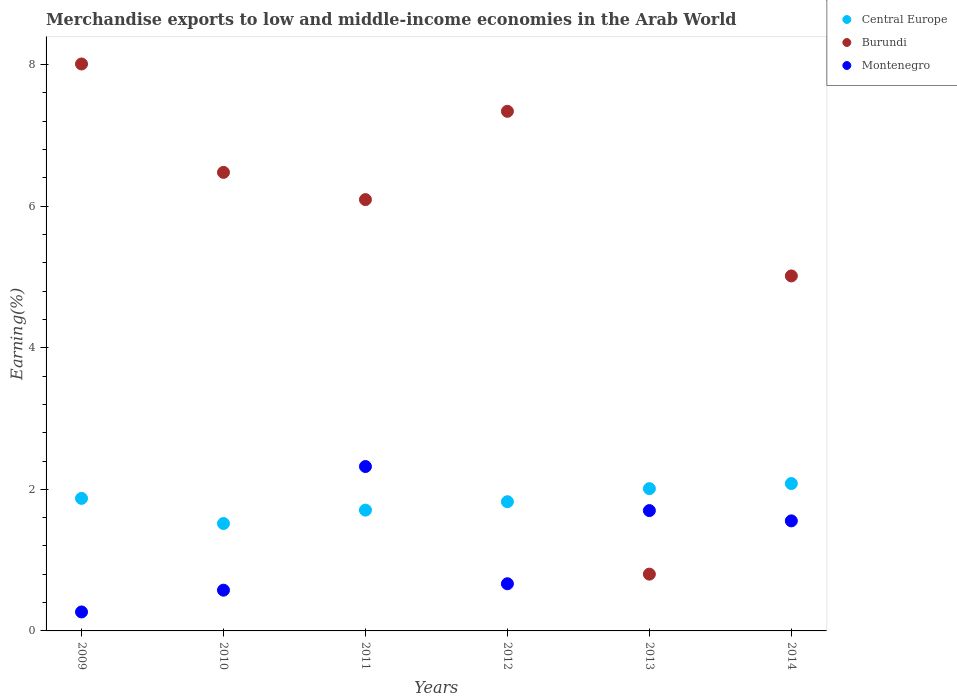 Merchandise exports to low and middle-income economies in the Arab World
Central Europe
Burundi
Montenegro
Earning(%)
8
6
4
2
0
2009
2010
2011
2012
2013
2014
Years